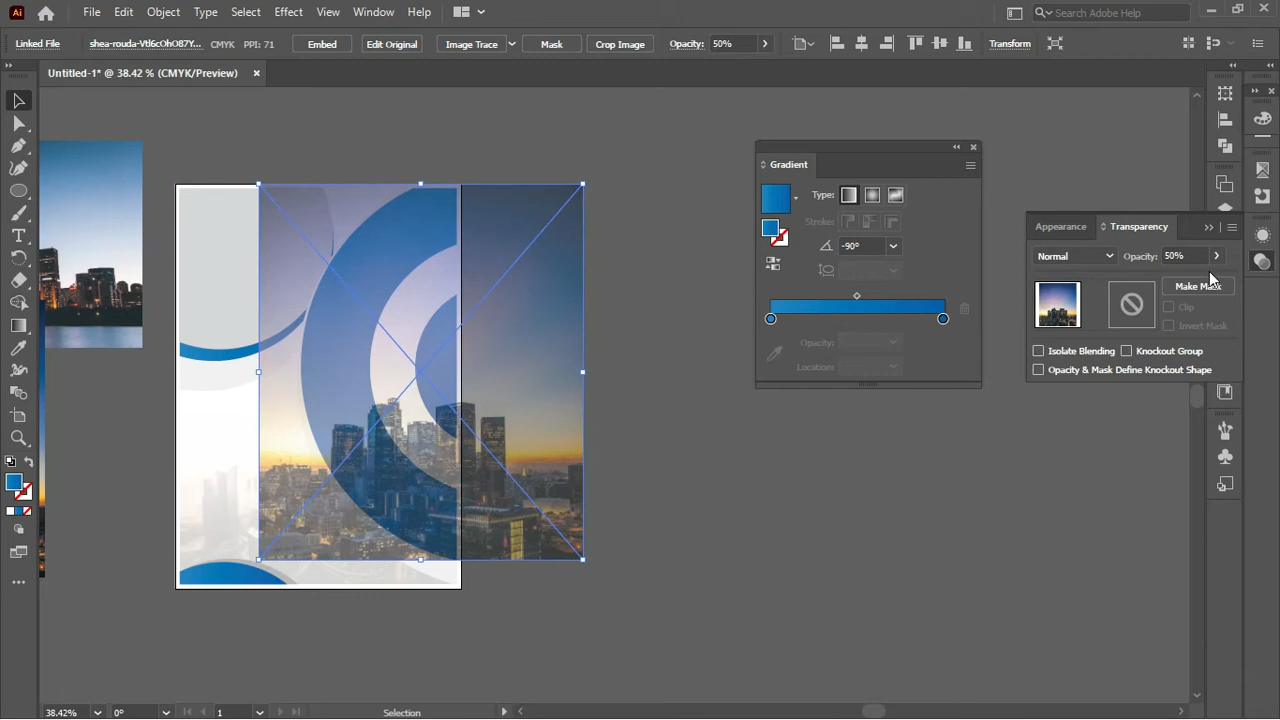 Ai File Edit Object Type Select Effect View Window Help Search Adobe Help
Linked File shea-rouda-Vtl6cOhO87Y... CMYK PPI: 71 Embed Edit Original Image Trace Mask Crop Image Opacity: 50% Transform
Untitled-1* @ 38.42 % (CMYK/Preview)
Gradient
Type:
Stroke:
-90°
Opacity:
Location:
Appearance Transparency
Normal Opacity: 50%
Make Mask
Clip
Invert Mask
Isolate Blending Knockout Group
Opacity & Mask Define Knockout Shape
38.42% 0° 1 Selection